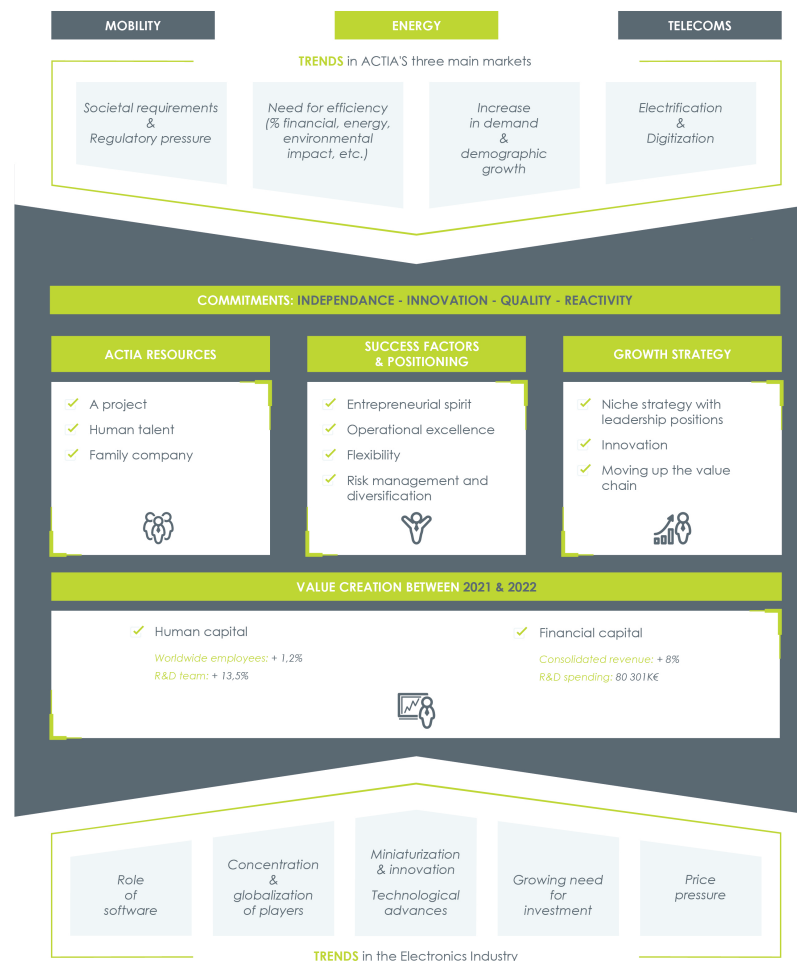 MOBILITY
ENERGY
TELECOMS
TRENDS in ACTIA'S three main markets
Societal requirements
&
Regulatory pressure
Need for efficiency
(% financial, energy,
environmental
impact, etc.)
Increase
in demand
&
demographic
growth
Electrification
&
Digitization
COMMITMENTS: INDEPENDANCE - INNOVATION - QUALITY - REACTIVITY
ACTIA RESOURCES
A project
Human talent
Family company
SUCCESS FACTORS
& POSITIONING
Entrepreneurial spirit
Operational excellence
Flexibility
Risk management and
diversification
GROWTH STRATEGY
Niche strategy with
leadership positions
Innovation
Moving up the value
chain
VALUE CREATION BETWEEN 2021 & 2022
Human capital
Worldwide employees: + 1,2%
R&D team: + 13,5%
Financial capital
Consolidated revenue: + 8%
R&D spending: 80 301K€
Role
of
software
Concentration
&
globalization
of players
Miniaturization
& innovation
Technological
advances
Growing need
for
investment
Price
pressure
TRENDS in the Electronics Industry